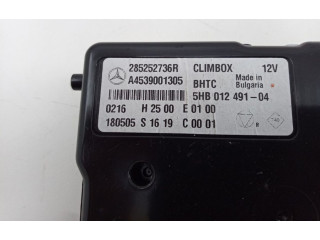 285252736R CLIMBOX 12V
A4539001305 BHTC Made in
Bulgaria
5HB 012 491-04
0216 H 25 00 E 01 00
180505 S 16 19 C 00 01